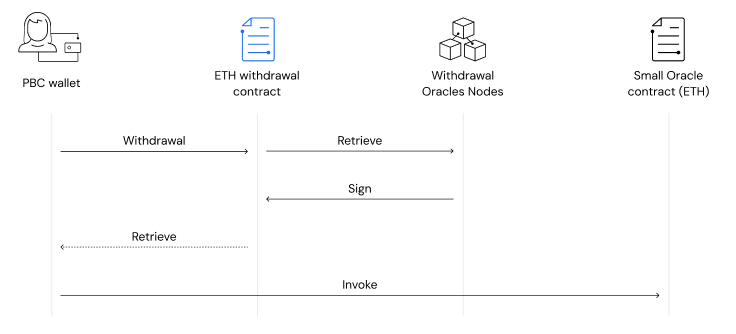 PBC wallet
ETH withdrawal
contract
Withdrawal
Oracles Nodes
Small Oracle
contract (ETH)
Withdrawal
Retrieve
Sign
Retrieve
Invoke